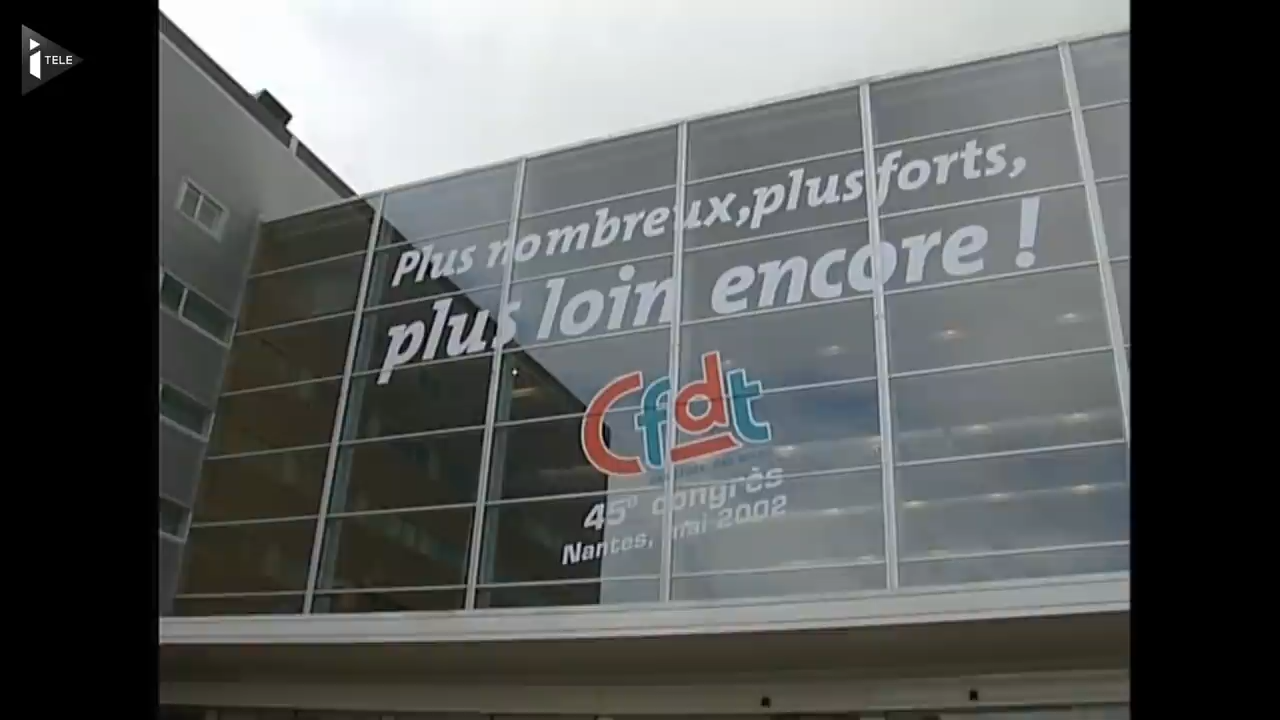 i TELE
Plus nombreux, plus forts,
plus loin encore !
Cfdt
45e congrès
Nantes, mai 2002